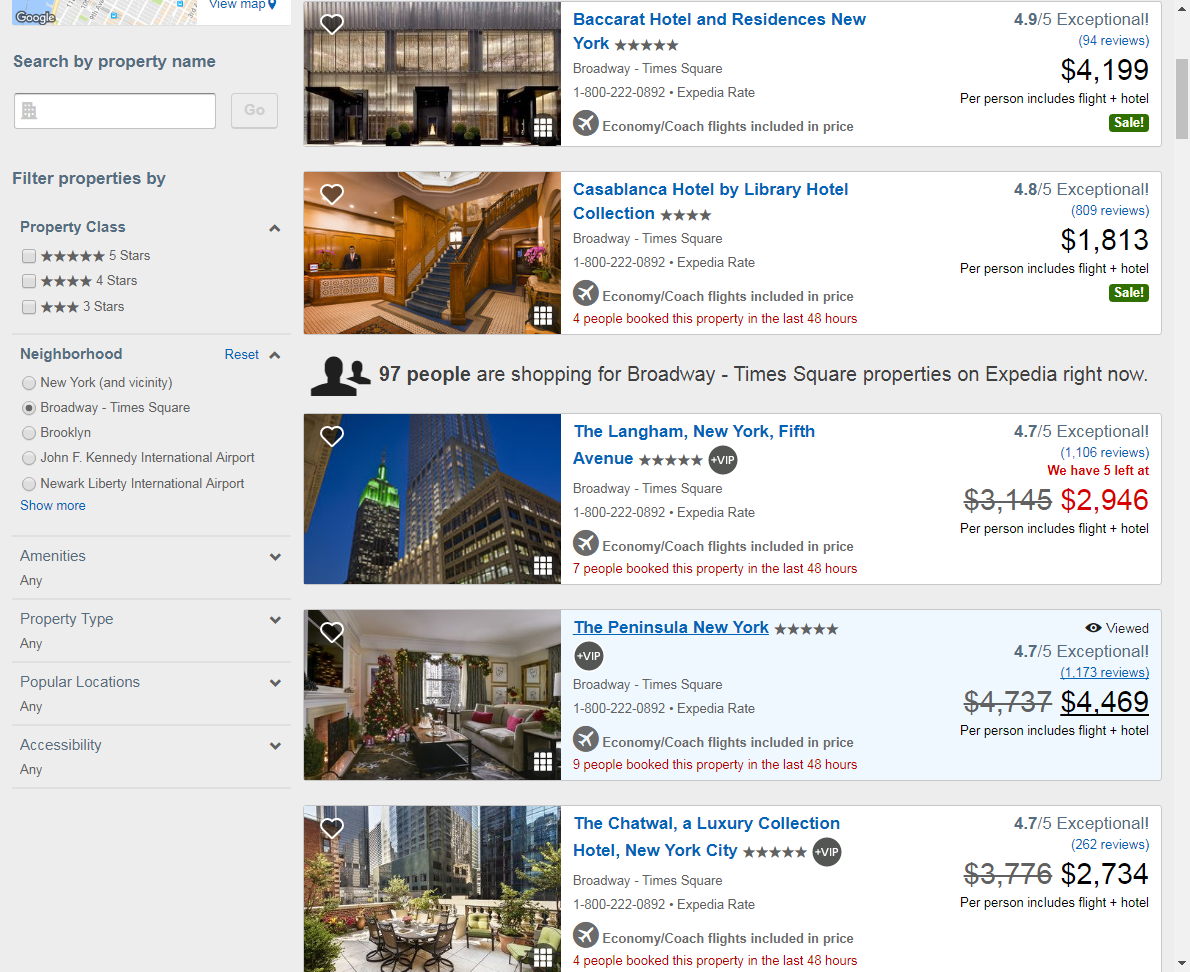 Google
View map
Search by property name
Go
Filter properties by
Property Class
5 Stars
4 Stars
3 Stars
Neighborhood Reset
New York (and vicinity)
Broadway - Times Square
Brooklyn
John F. Kennedy International Airport
Newark Liberty International Airport
Show more
Amenities
Any
Property Type
Any
Popular Locations
Any
Accessibility
Any
Baccarat Hotel and Residences New
York
Broadway - Times Square
1-800-222-0892 • Expedia Rate
Economy/Coach flights included in price
4.9/5 Exceptional!
(94 reviews)
$4,199
Per person includes flight + hotel
Sale!
Casablanca Hotel by Library Hotel
Collection
Broadway - Times Square
1-800-222-0892 • Expedia Rate
Economy/Coach flights included in price
4 people booked this property in the last 48 hours
4.8/5 Exceptional!
(809 reviews)
$1,813
Per person includes flight + hotel
Sale!
97 people are shopping for Broadway - Times Square properties on Expedia right now.
The Langham, New York, Fifth
Avenue +VIP
Broadway - Times Square
1-800-222-0892 • Expedia Rate
Economy/Coach flights included in price
7 people booked this property in the last 48 hours
4.7/5 Exceptional!
(1,106 reviews)
We have 5 left at
$3,145 $2,946
Per person includes flight + hotel
The Peninsula New York
+VIP
Broadway - Times Square
1-800-222-0892 • Expedia Rate
Economy/Coach flights included in price
9 people booked this property in the last 48 hours
Viewed
4.7/5 Exceptional!
(1,173 reviews)
$4,737 $4,469
Per person includes flight + hotel
The Chatwal, a Luxury Collection
Hotel, New York City +VIP
Broadway - Times Square
1-800-222-0892 • Expedia Rate
Economy/Coach flights included in price
4 people booked this property in the last 48 hours
4.7/5 Exceptional!
(262 reviews)
$3,776 $2,734
Per person includes flight + hotel